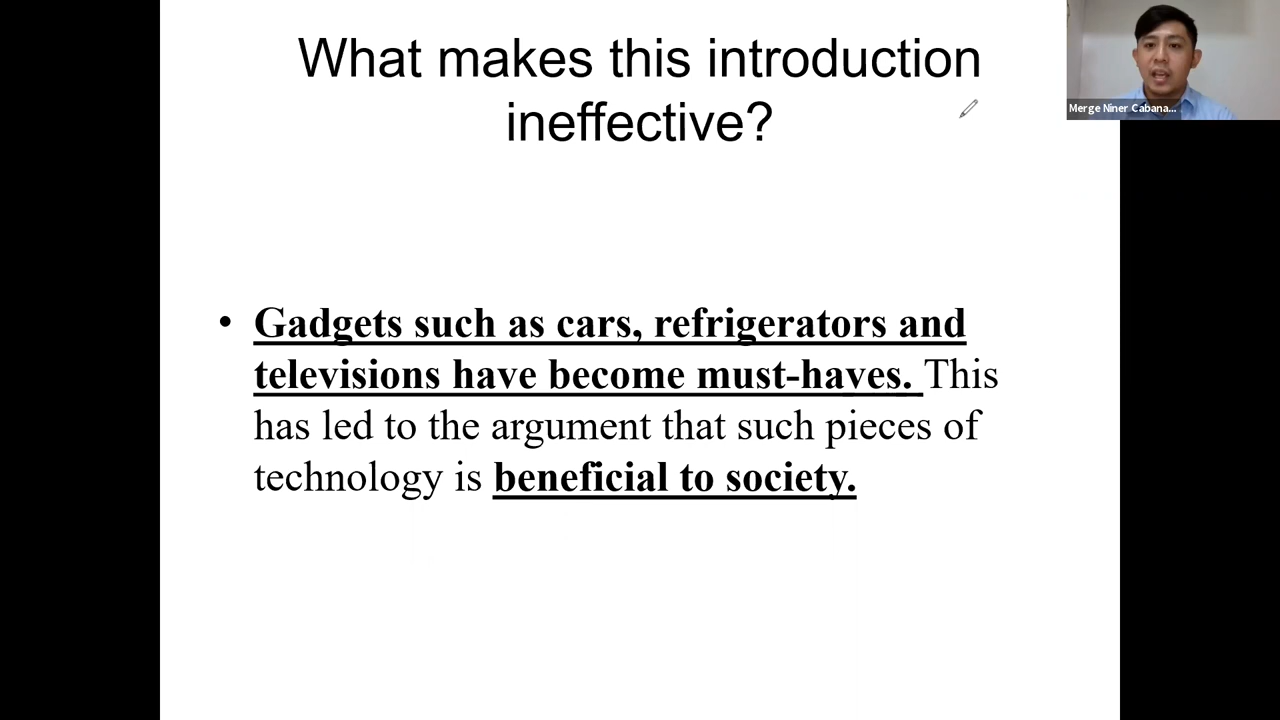 What makes this introduction
ineffective?
Merge Niner Cabana...
• Gadgets such as cars, refrigerators and
televisions have become must-haves. This
has led to the argument that such pieces of
technology is beneficial to society.